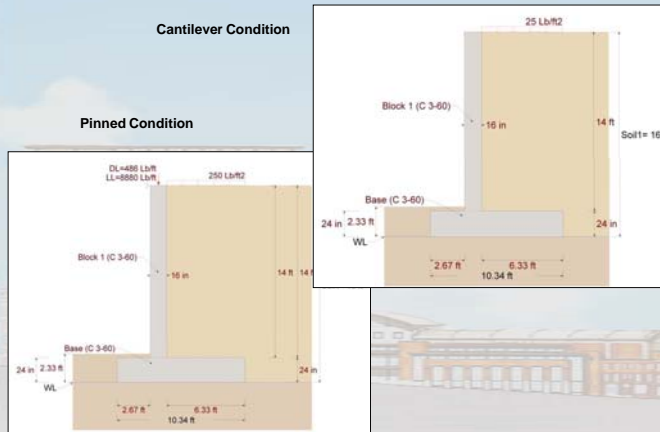 Cantilever Condition
25 Lb/ft2
Block 1 (C 3-60)
16 in
14 ft
Soil1= 16
Base (C 3-60)
24 in
2.33 ft
24 in
WL
2.67 ft
6.33 ft
10.34 ft
Pinned Condition
DL=486 Lb/ft
LL=8680 Lb/ft
250 Lb/ft2
Block 1 (C 3-60)
16 in
14 ft
14 f
Base (C 3-60)
24 in
2.33 ft
24 in
WL
2.67 ft
6.33 ft
10.34 ft